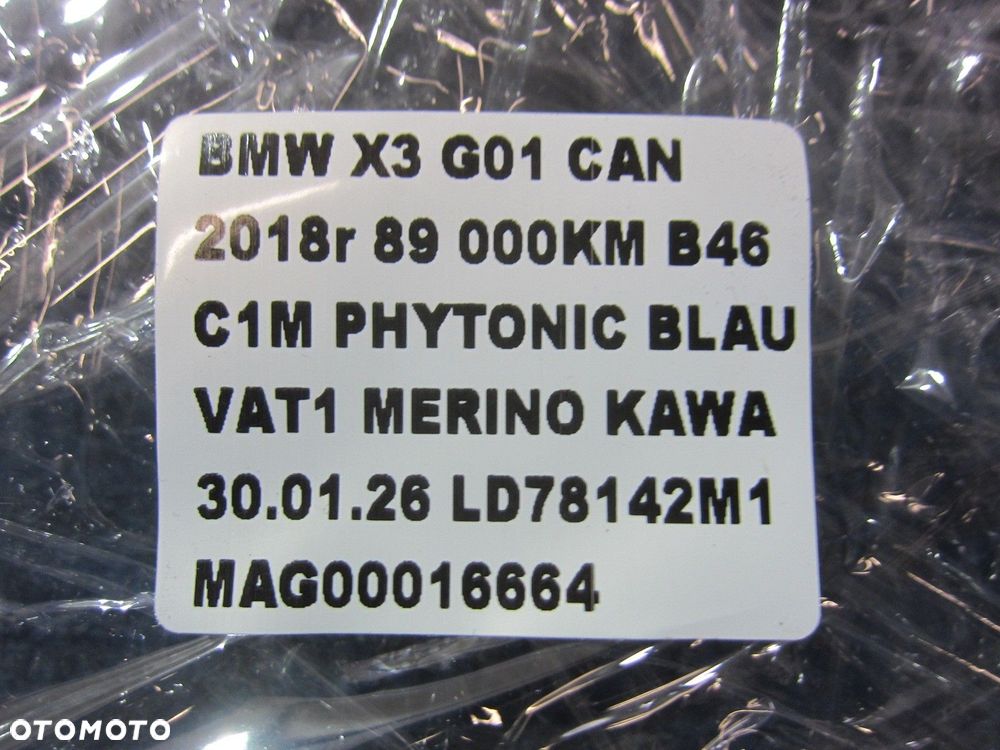 BMW X3 G01 CAN
2018r 89 000KM B46
C1M PHYTONIC BLAU
VAT1 MERINO KAWA
30.01.26 LD78142M1
MAG00016664
OTOMOTO